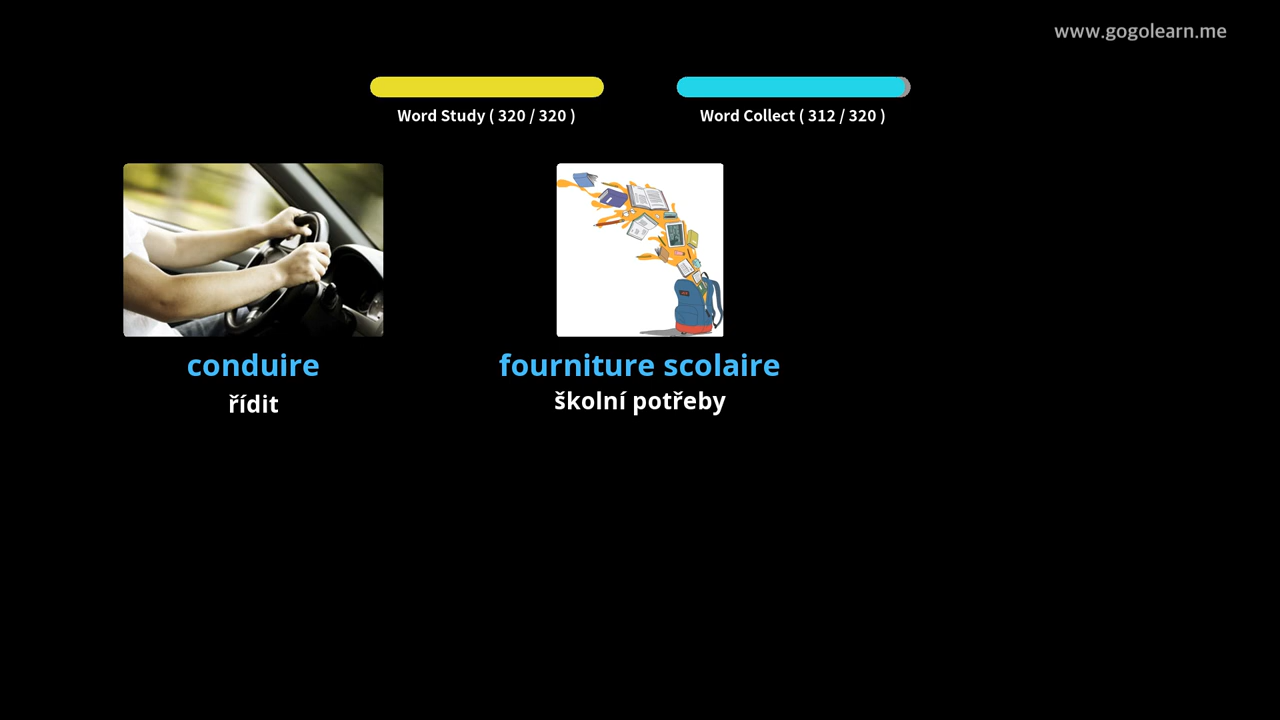 www.gogolearn.me
Word Study ( 320 / 320 )
Word Collect ( 312 / 320 )
conduire
řídit
fourniture scolaire
školní potřeby